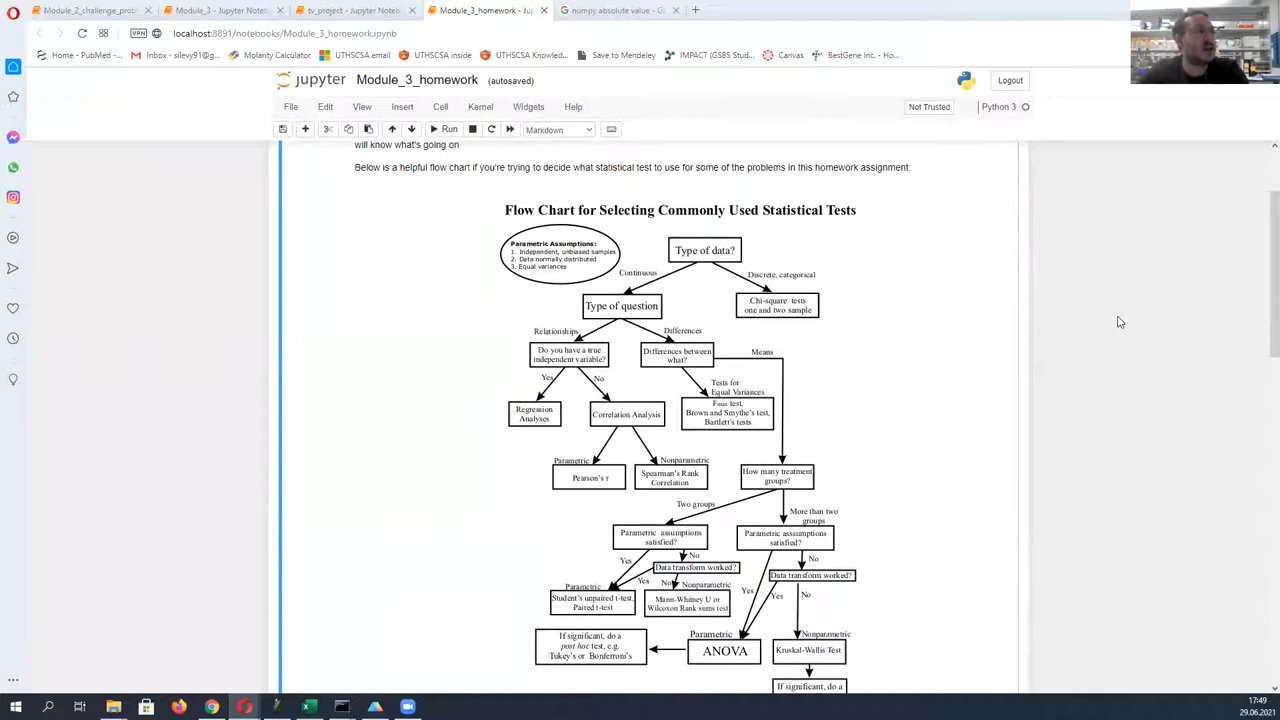 Module_2_challenge_probl
Module_3 - Jupyter Noteb
tv_project - Jupyter Noteb
Module_3_homework - Ju
numpy absolute value - Go
VPN
localhost:8891/notebooks/Module_3_homework.ipynb
Home - PubMed -...
Inbox - silevy91@g...
Molarity Calculator
UTHSCSA Insid...
UTHSCSA Knowled...
Save to Mendeley
IMPACT (GSBS Stud...
Canvas
BestGene Inc. - Ho...
jupyter
Module_3_homework
(autosaved)
Logout
File
Edit
View
Insert
Cell
Kernel
Widgets
Help
Not Trusted
Python 3
Run
Markdown
will know what's going on.
Below is a helpful flow chart if you're trying to decide what statistical test to use for some of the problems in this homework assignment:
Flow Chart for Selecting Commonly Used Statistical Tests
Parametric Assumptions:
1. Independent, unbiased samples
2. Data normally distributed
3. Equal variances
Type of data?
Continuous
Discrete, categorical
Type of question
Chi-square tests
one and two sample
Relationships
Differences
Do you have a true
independent variable?
Differences between
what?
Means
Yes
No
Tests for
Equal Variances
Regression
Analyses
Correlation Analysis
Fmax test,
Brown and Smythe's test,
Bartlett's tests
Parametric
Nonparametric
Pearson's r
Spearman's Rank
Correlation
How many treatment
groups?
Two groups
More than two
groups
Parametric assumptions
satisfied?
Parametric asssumptions
satisfied?
Yes
No
No
Data transform worked?
Data transform worked?
Parametric
Yes
No
Nonparametric
Yes
Yes
No
Student's unpaired t-test,
Paired t-test
Mann-Whitney U or
Wilcoxon Rank sums test
Parametric
Nonparametric
If significant, do a
post hoc test, e.g.
Tukey's or Bonferroni's
ANOVA
Kruskal-Wallis Test
If significant, do a
17:49
29.06.2021